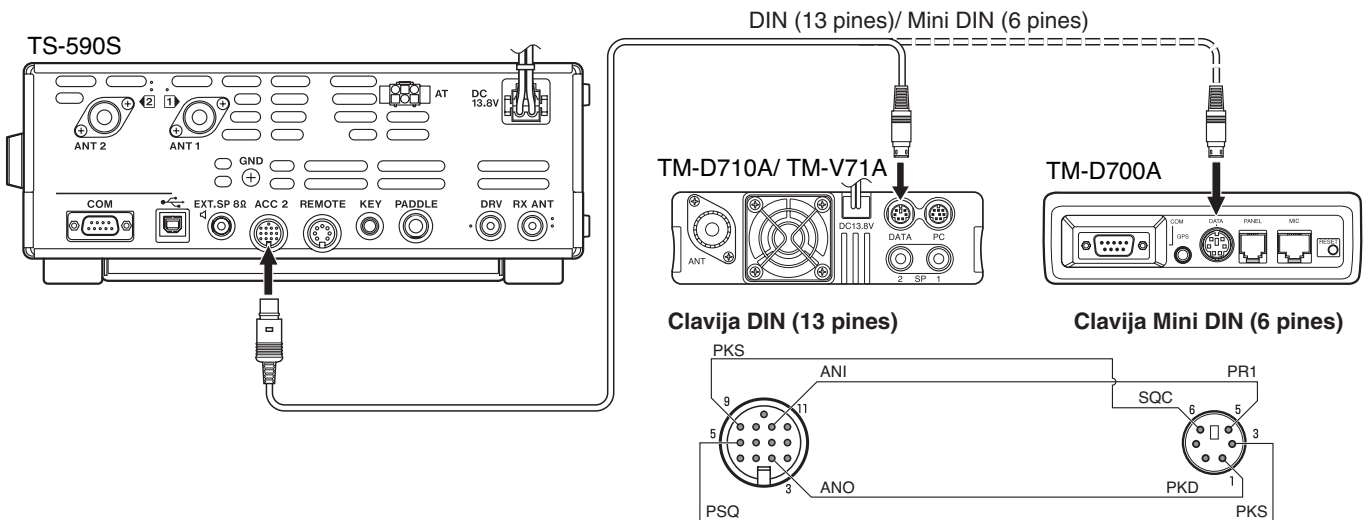 DIN (13 pines)/ Mini DIN (6 pines)
TS-590S
AT
DC
13.8V
2 1
ANT 2 ANT 1
GND
COM EXT.SP 8Ω ACC 2 REMOTE KEY PADDLE DRV RX ANT
TM-D710A/ TM-V71A
DC13.8V
ANT
DATA PC
2 SP 1
TM-D700A
COM DATA PANEL MIC
GPS
RESET
Clavija DIN (13 pines) Clavija Mini DIN (6 pines)
PKS
ANI PR1
SQC
9 11 6 5
5 3
3 ANO PKD 1
PSQ PKS